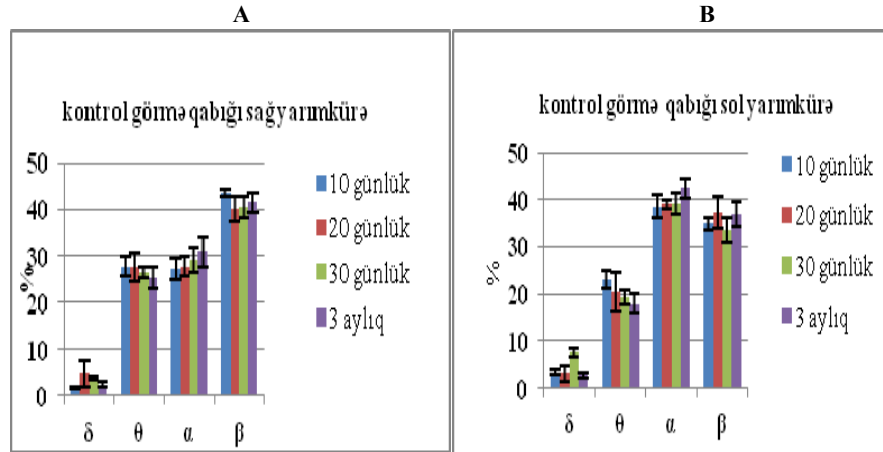 A
B
kontrol görmə qabığı sağ yarımkürə
50
40
30
20
10
0
%
δ
θ
α
β
10 günlük
20 günlük
30 günlük
3 aylıq
kontrol görmə qabığı sol yarımkürə
50
40
30
20
10
0
%
δ
θ
α
β
10 günlük
20 günlük
30 günlük
3 aylıq